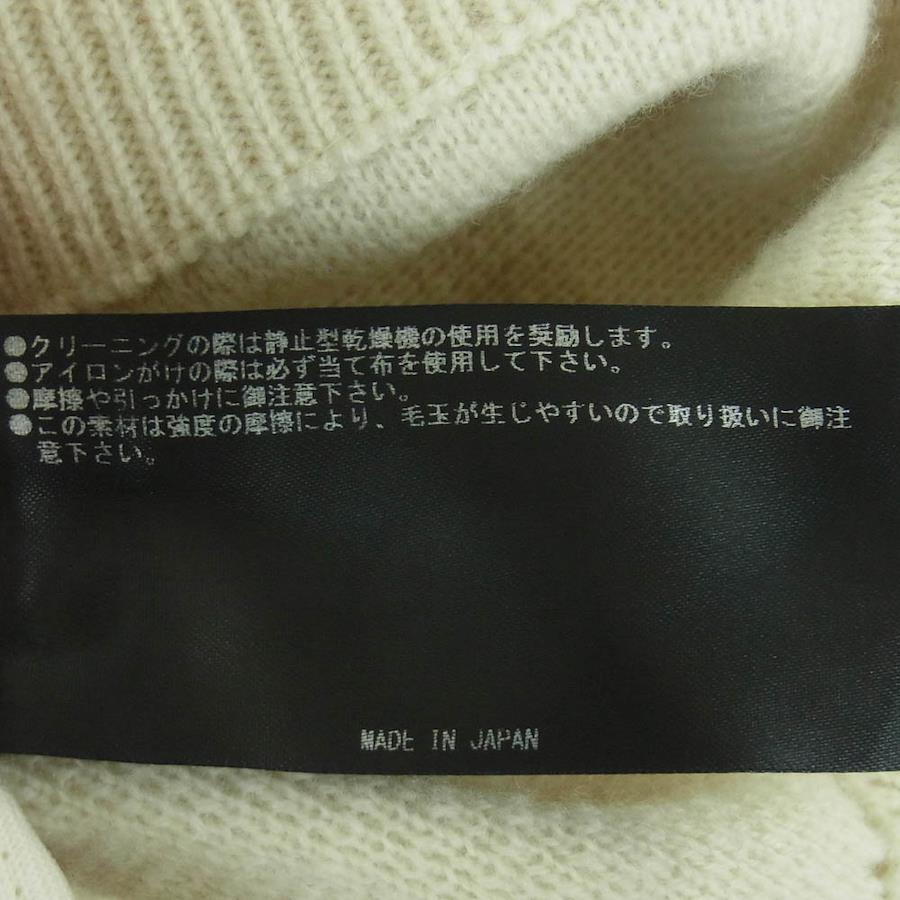 ●クリーニングの際は静止型乾燥機の使用を奨励します。
●アイロンがけの際は必ず当て布を使用して下さい。
●摩擦や引っかけに御注意下さい。
●この素材は強度の摩擦により、毛玉が生じやすいので取り扱いに御注
意下さい。
MADE IN JAPAN